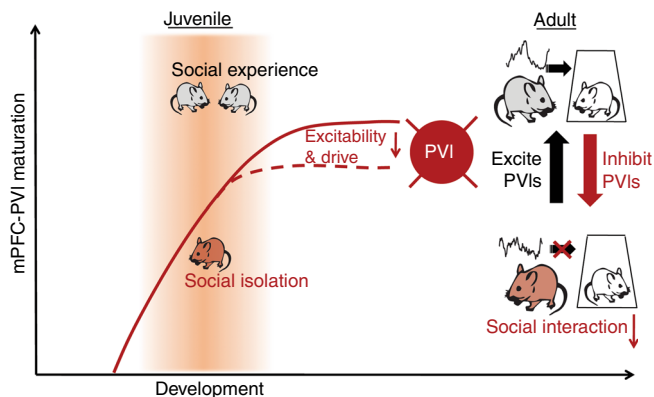 Juvenile
Adult
mPFC-PVI maturation
Social experience
Excitability
& drive
PVI
Excite
PVIs
Inhibit
PVIs
Social isolation
Social interaction
Development